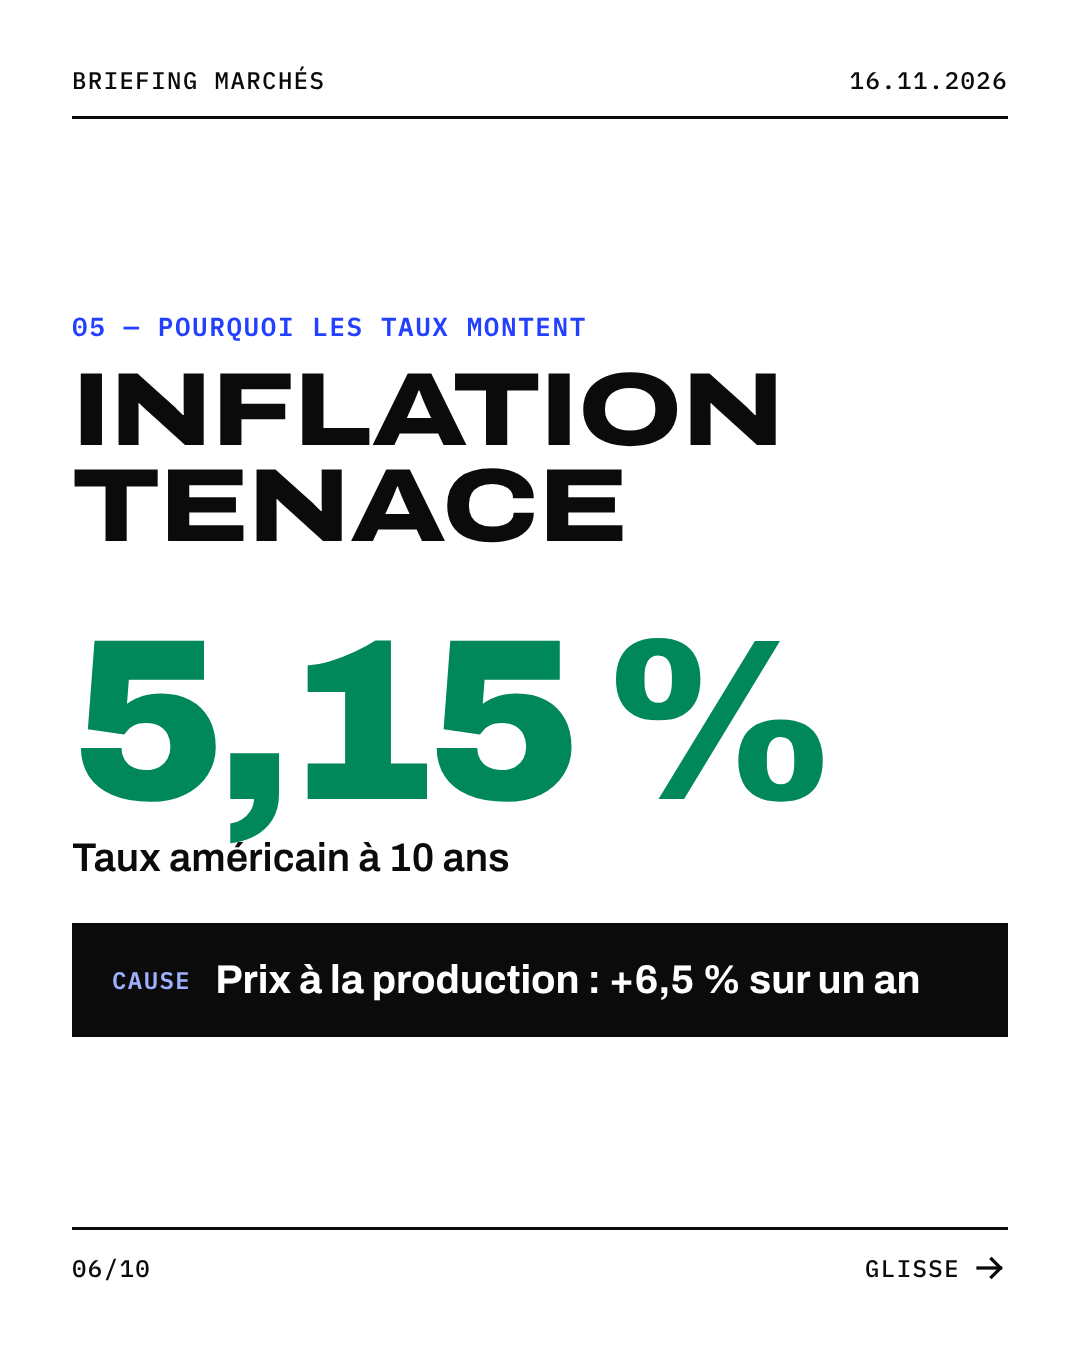 BRIEFING MARCHÉS
16.11.2026
05 — POURQUOI LES TAUX MONTENT
INFLATION
TENACE
5,15 %
Taux américain à 10 ans
CAUSE Prix à la production : +6,5 % sur un an
06/10
GLISSE →